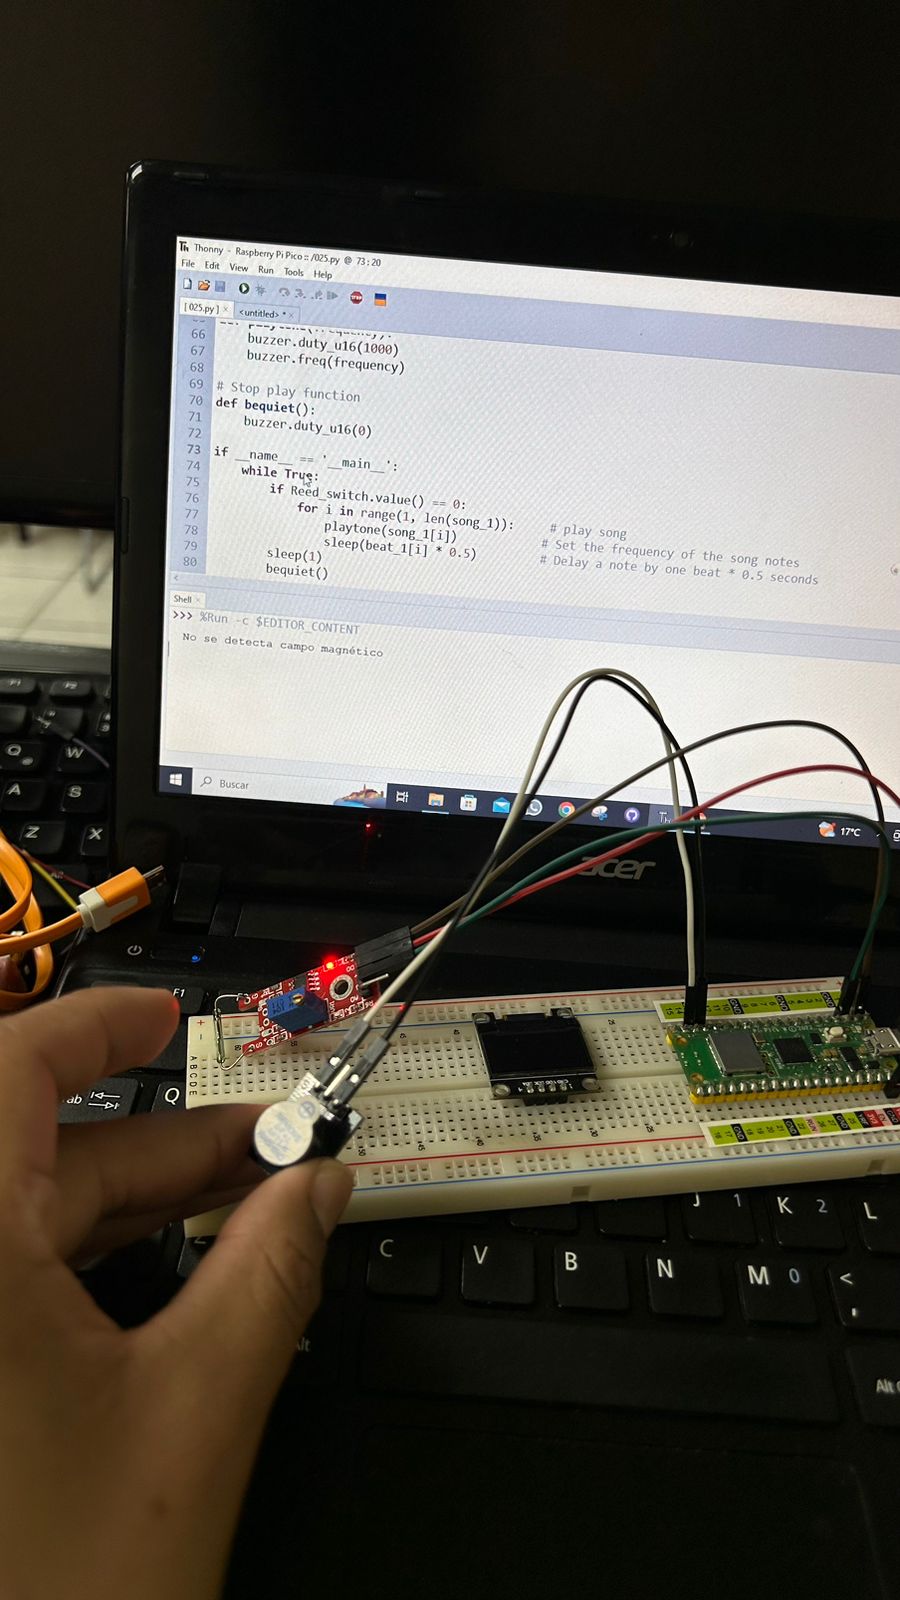 Thonny - Raspberry Pi Pico :: /025.py @ 73:20
File Edit View Run Tools Help
[ 025.py ] × <untitled> * ×
66
67 buzzer.duty_u16(1000)
68 buzzer.freq(frequency)
69 # Stop play function
70 def bequiet():
71 buzzer.duty_u16(0)
72
73 if __name__ == '__main__':
74 while True:
75 if Reed_switch.value() == 0:
76 for i in range(1, len(song_1)): # play song
77 playtone(song_1[i]) # Set the frequency of the song notes
78 sleep(beat_1[i] * 0.5) # Delay a note by one beat * 0.5 seconds
79 sleep(1)
80 bequiet()
Shell ×
>>> %Run -c $EDITOR_CONTENT
No se detecta campo magnético
Buscar
17°C
acer
Q W
A S
Z X
F1
Q
A B C D E
J 1 K 2 L
C V B N M 0 <
,
Alt